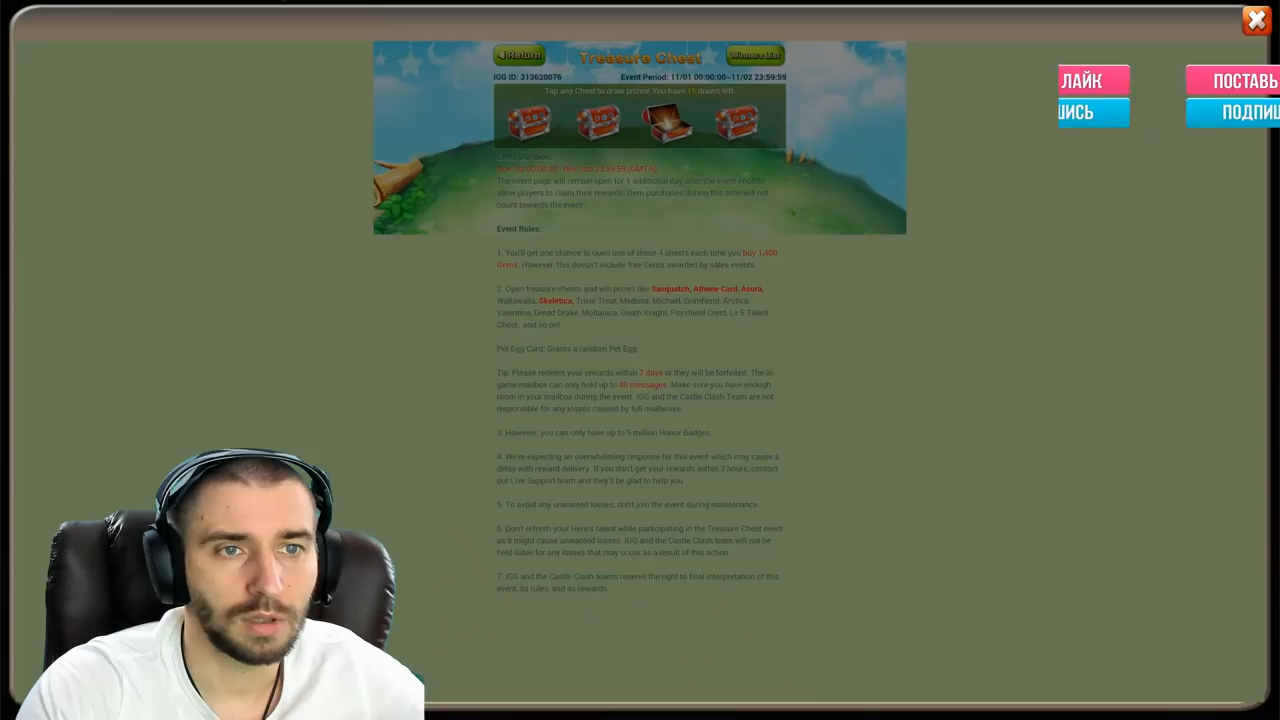 Return
Treasure Chest
Winners List
IGG ID: 313620076
Event Period: 11/01 00:00:00~11/02 23:59:59
Tap any Chest to draw prizes! You have 15 draws left.
Event Duration:
Nov 1st 00:00:00 - Nov 2nd 23:59:59 (GMT-5)
The event page will remain open for 1 additional day after the event ends to
allow players to claim their rewards. Gem purchases during this time will not
count towards the event.
Event Rules:
1. You'll get one chance to open one of those 4 chests each time you buy 1,400
Gems. However, this doesn't include free Gems awarded by sales events.
2. Open treasure chests and win prizes like Sasquatch, Athene Card, Asura,
Wallawalla, Skeletica, Trixie Treat, Medusa, Michael, Grimfiend, Arctica,
Valentina, Dread Drake, Moltanica, Death Knight, Psyshield Crest, Lv 5 Talent
Chest, and so on!
Pet Egg Card: Grants a random Pet Egg.
Tip: Please redeem your rewards within 7 days or they will be forfeited. The in-
game mailbox can only hold up to 40 messages. Make sure you have enough
room in your mailbox during the event. IGG and the Castle Clash Team are not
responsible for any losses caused by full mailboxes.
3. However, you can only have up to 5 million Honor Badges.
4. We're expecting an overwhelming response for this event which may cause a
delay with reward delivery. If you don't get your rewards within 3 hours, contact
our Live Support team and they'll be glad to help you.
5. To avoid any unwanted losses, don't join the event during maintenance.
6. Don't refresh your Hero's talent while participating in the Treasure Chest event
as it might cause unwanted losses. IGG and the Castle Clash team will not be
held liable for any losses that may occur as a result of this action.
7. IGG and the Castle Clash teams reserve the right to final interpretation of this
event, its rules, and its rewards.
ЛАЙК
ПОСТАВЬ
ШИСЬ
ПОДПИШ